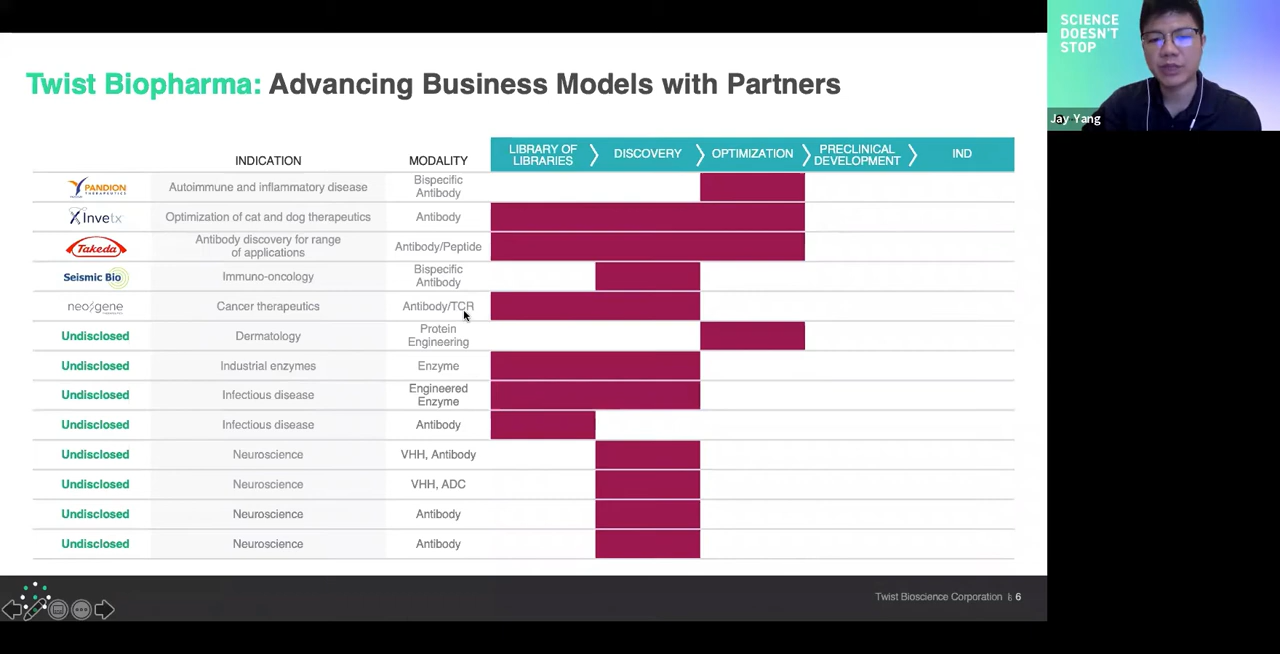 SCIENCE
DOESN'T
STOP
Jay Yang
Twist Biopharma: Advancing Business Models with Partners
INDICATION MODALITY LIBRARY OF LIBRARIES DISCOVERY OPTIMIZATION PRECLINICAL DEVELOPMENT IND
PANDION THERAPEUTICS Autoimmune and inflammatory disease Bispecific Antibody
Invetx Optimization of cat and dog therapeutics Antibody
Takeda Antibody discovery for range of applications Antibody/Peptide
Seismic Bio Immuno-oncology Bispecific Antibody
neogene Cancer therapeutics Antibody/TCR
Undisclosed Dermatology Protein Engineering
Undisclosed Industrial enzymes Enzyme
Undisclosed Infectious disease Engineered Enzyme
Undisclosed Infectious disease Antibody
Undisclosed Neuroscience VHH, Antibody
Undisclosed Neuroscience VHH, ADC
Undisclosed Neuroscience Antibody
Undisclosed Neuroscience Antibody
Twist Bioscience Corporation 6